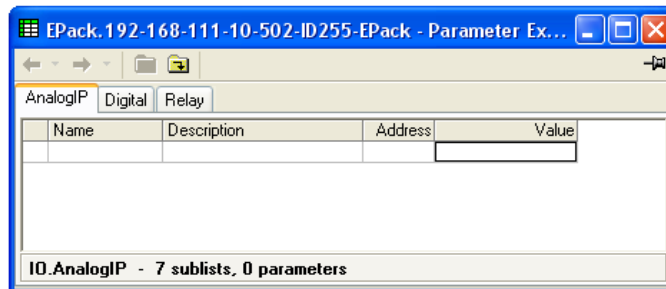 EPack.192-168-111-10-502-ID255-EPack - Parameter Ex...
AnalogIP Digital Relay
Name Description Address Value
IO.AnalogIP - 7 sublists, 0 parameters